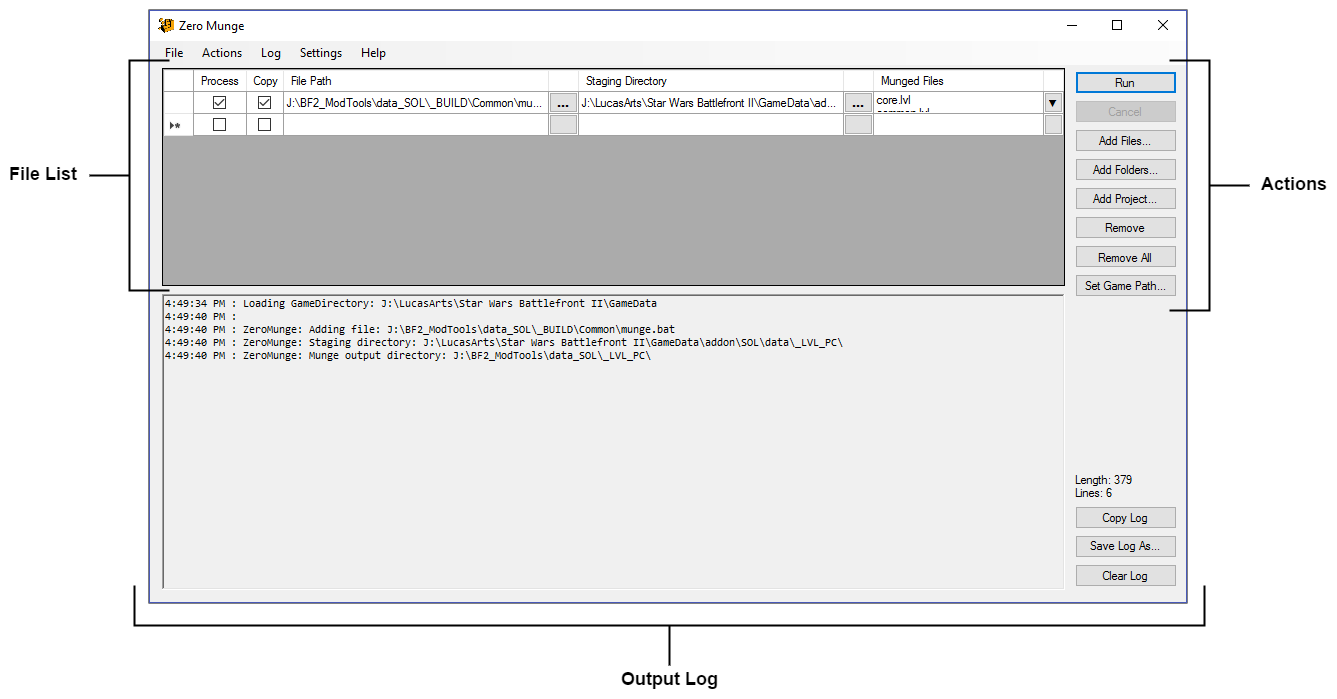 Zero Munge
File Actions Log Settings Help
Process Copy File Path Staging Directory Munged Files
J:\BF2_ModTools\data_SOL\_BUILD\Common\mu... ... J:\LucasArts\Star Wars Battlefront II\GameData\ad... ... core.lvl
File List
Run
Cancel
Add Files...
Add Folders...
Add Project...
Remove
Remove All
Set Game Path...
Actions
4:49:34 PM : Loading GameDirectory: J:\LucasArts\Star Wars Battlefront II\GameData
4:49:40 PM :
4:49:40 PM : ZeroMunge: Adding file: J:\BF2_ModTools\data_SOL\_BUILD\Common\munge.bat
4:49:40 PM : ZeroMunge: Staging directory: J:\LucasArts\Star Wars Battlefront II\GameData\addon\SOL\data\_LVL_PC\
4:49:40 PM : ZeroMunge: Munge output directory: J:\BF2_ModTools\data_SOL\_LVL_PC\
Length: 379
Lines: 6
Copy Log
Save Log As...
Clear Log
Output Log